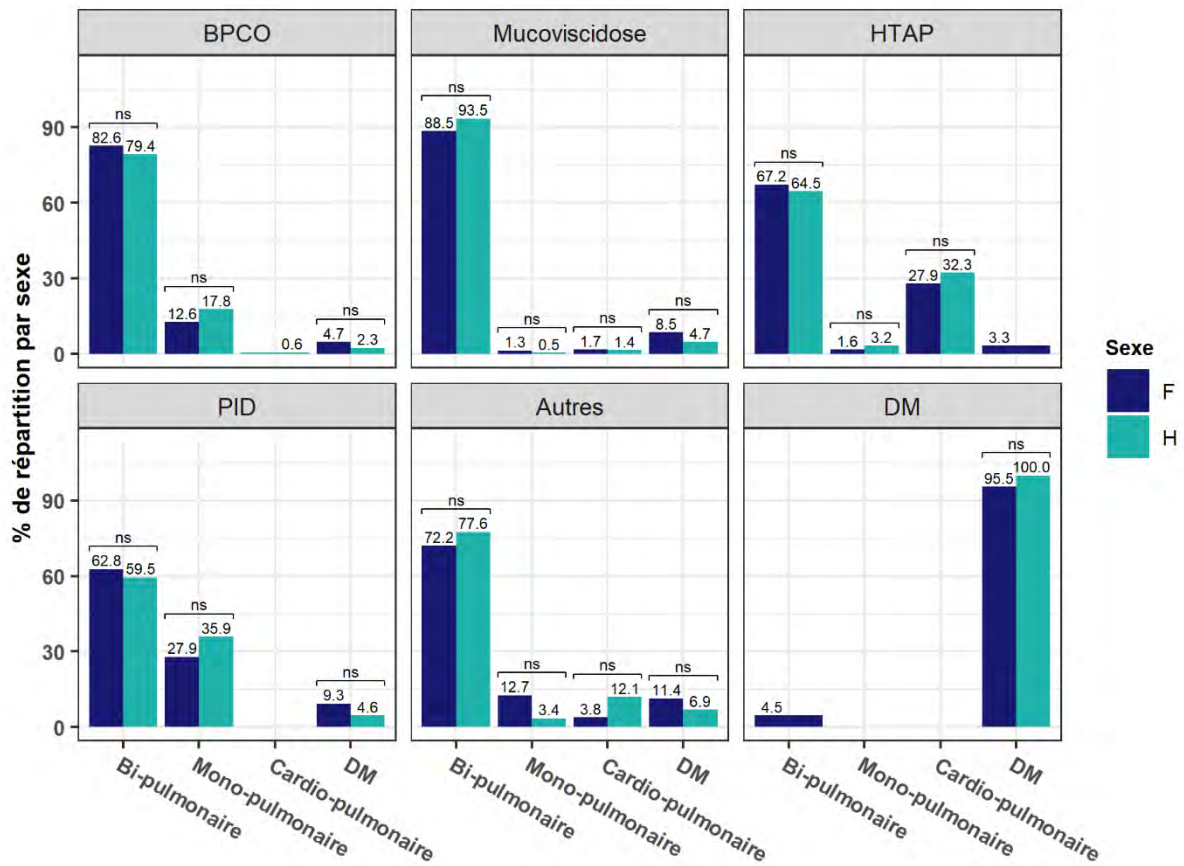 BPCO
Mucoviscidose
HTAP
% de répartition par sexe
90
60
30
0
ns
82.6 79.4
ns
12.6 17.8
0.6
ns
4.7 2.3
ns
88.5 93.5
ns
1.3 0.5
ns
1.7 1.4
ns
8.5 4.7
ns
67.2 64.5
ns
1.6 3.2
ns
27.9 32.3
3.3
PID
Autres
DM
90
60
30
0
ns
62.8 59.5
ns
27.9 35.9
ns
9.3 4.6
ns
72.2 77.6
ns
12.7 3.4
ns
3.8 12.1
ns
11.4 6.9
4.5
ns
95.5 100.0
Bi-pulmonaire
Mono-pulmonaire
Cardio-pulmonaire
DM
Bi-pulmonaire
Mono-pulmonaire
Cardio-pulmonaire
DM
Bi-pulmonaire
Mono-pulmonaire
Cardio-pulmonaire
DM
Sexe
F
H